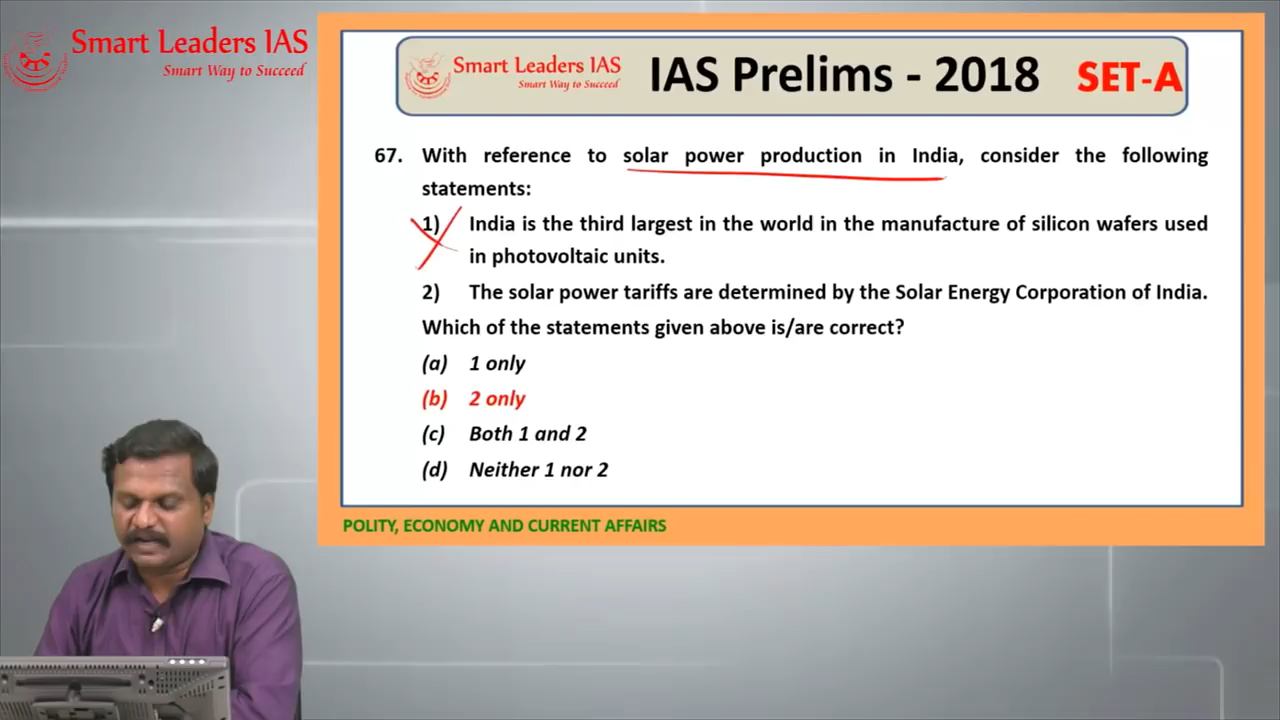 Smart Leaders IAS
Smart Way to Succeed
Smart Leaders IAS
Smart Way to Succeed
IAS Prelims - 2018 SET-A
67. With reference to solar power production in India, consider the following
statements:
1) India is the third largest in the world in the manufacture of silicon wafers used
in photovoltaic units.
2) The solar power tariffs are determined by the Solar Energy Corporation of India.
Which of the statements given above is/are correct?
(a) 1 only
(b) 2 only
(c) Both 1 and 2
(d) Neither 1 nor 2
POLITY, ECONOMY AND CURRENT AFFAIRS